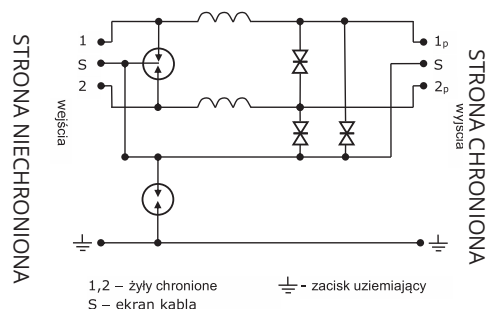 STRONA NIECHRONIONA
wejścia
1
S
2
1p
S
2p
wyjścia
STRONA CHRONIONA
1,2 – żyły chronione
- zacisk uziemiający
S – ekran kabla